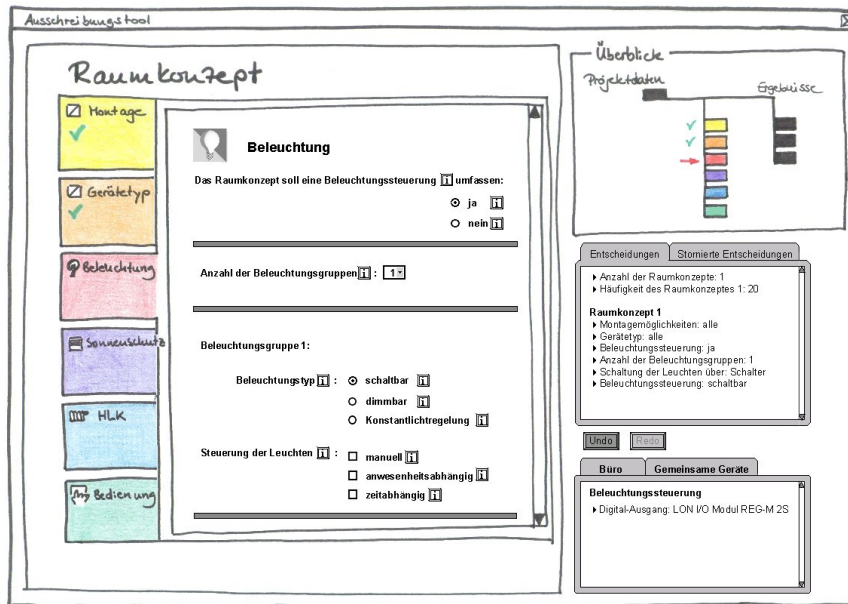 Ausschreibungstool
Raumkonzept
Montage
Gerätetyp
Beleuchtung
Sonnenschutz
HLK
Bedienung
Beleuchtung
Das Raumkonzept soll eine Beleuchtungssteuerung i umfassen:
ja i
nein i
Anzahl der Beleuchtungsgruppen i : 1
Beleuchtungsgruppe 1:
Beleuchtungstyp i : schaltbar i
dimmbar i
Konstantlichtregelung i
Steuerung der Leuchten i : manuell i
anwesenheitsabhängig i
zeitabhängig i
Überblick
Projektdaten
Ergebnisse
Entscheidungen Stornierte Entscheidungen
Anzahl der Raumkonzepte: 1
Häufigkeit des Raumkonzeptes 1: 20
Raumkonzept 1
Montagemöglichkeiten: alle
Gerätetyp: alle
Beleuchtungssteuerung: ja
Anzahl der Beleuchtungsgruppen: 1
Schaltung der Leuchten über: Schalter
Beleuchtungssteuerung: schaltbar
Undo Redo
Büro Gemeinsame Geräte
Beleuchtungssteuerung
Digital-Ausgang: LON I/O Modul REG-M 2S